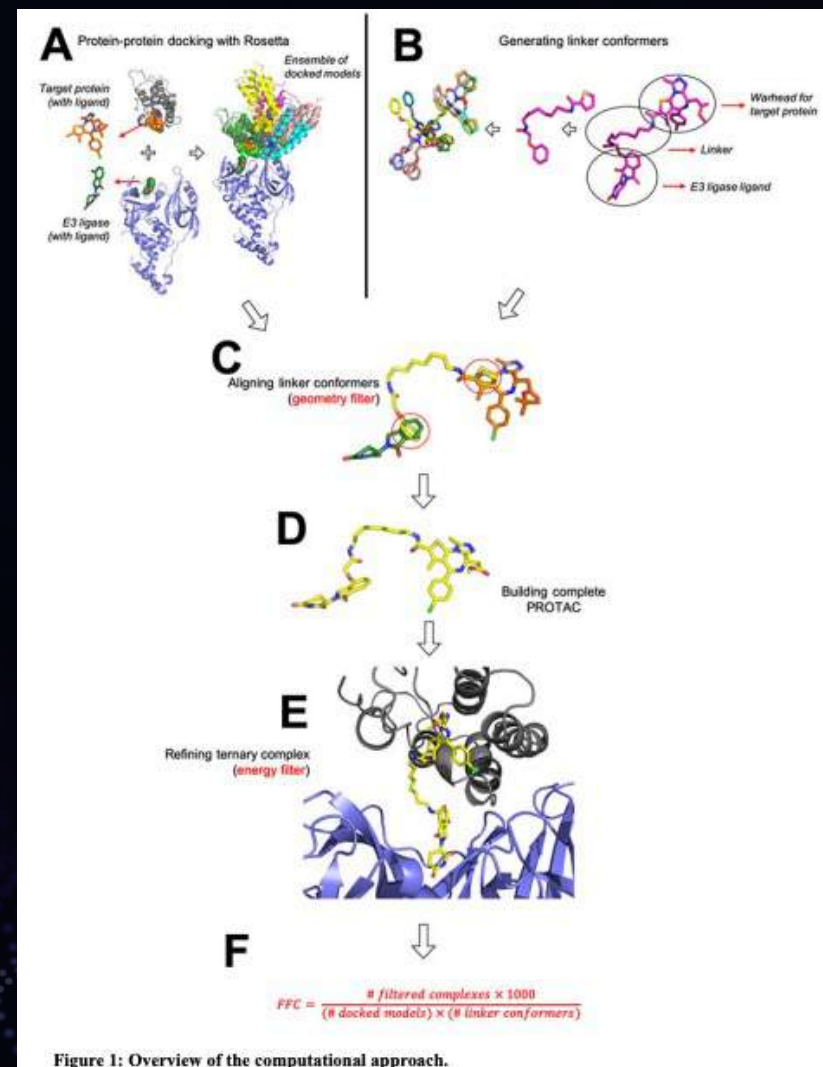 A
Protein-protein docking with Rosetta
Target protein
(with ligand)
Ensemble of
docked models
E3 ligase
(with ligand)
B
Generating linker conformers
Warhead for
target protein
Linker
E3 ligase ligand
C
Aligning linker conformers
(geometry filter)
D
Building complete
PROTAC
E
Refining ternary complex
(energy filter)
F
FFC = # filtered complexes × 1000
(# docked models) × (# linker conformers)
Figure 1: Overview of the computational approach.